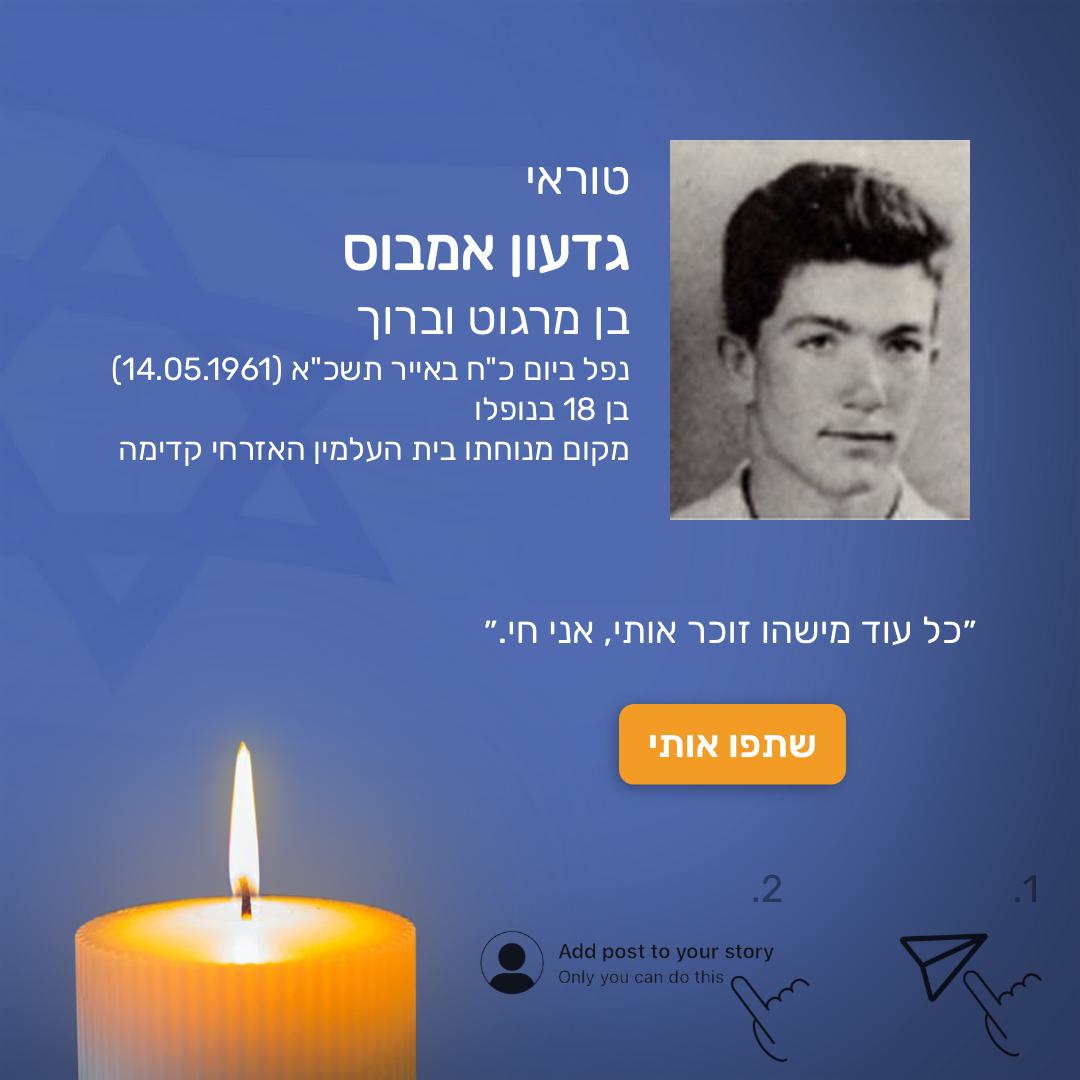 טוראי
גדעון אמבוס
בן מרגוט וברוך
נפל ביום כ"ח באייר תשכ"א (14.05.1961)
בן 18 בנופלו
מקום מנוחתו בית העלמין האזרחי קדימה
״כל עוד מישהו זוכר אותי, אני חי.״
שתפו אותי
1.
2.
Add post to your story
Only you can do this